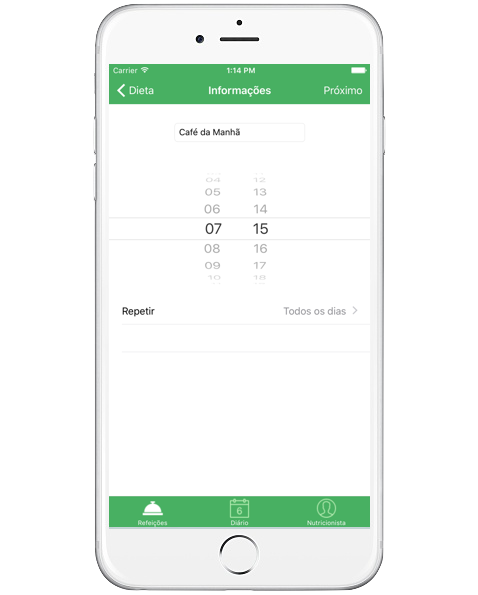 Carrier 1:14 PM
Dieta Informações Próximo
Café da Manhã
04 12
05 13
06 14
07 15
08 16
09 17
10 18
Repetir Todos os dias
6
Refeições Diário Nutricionista